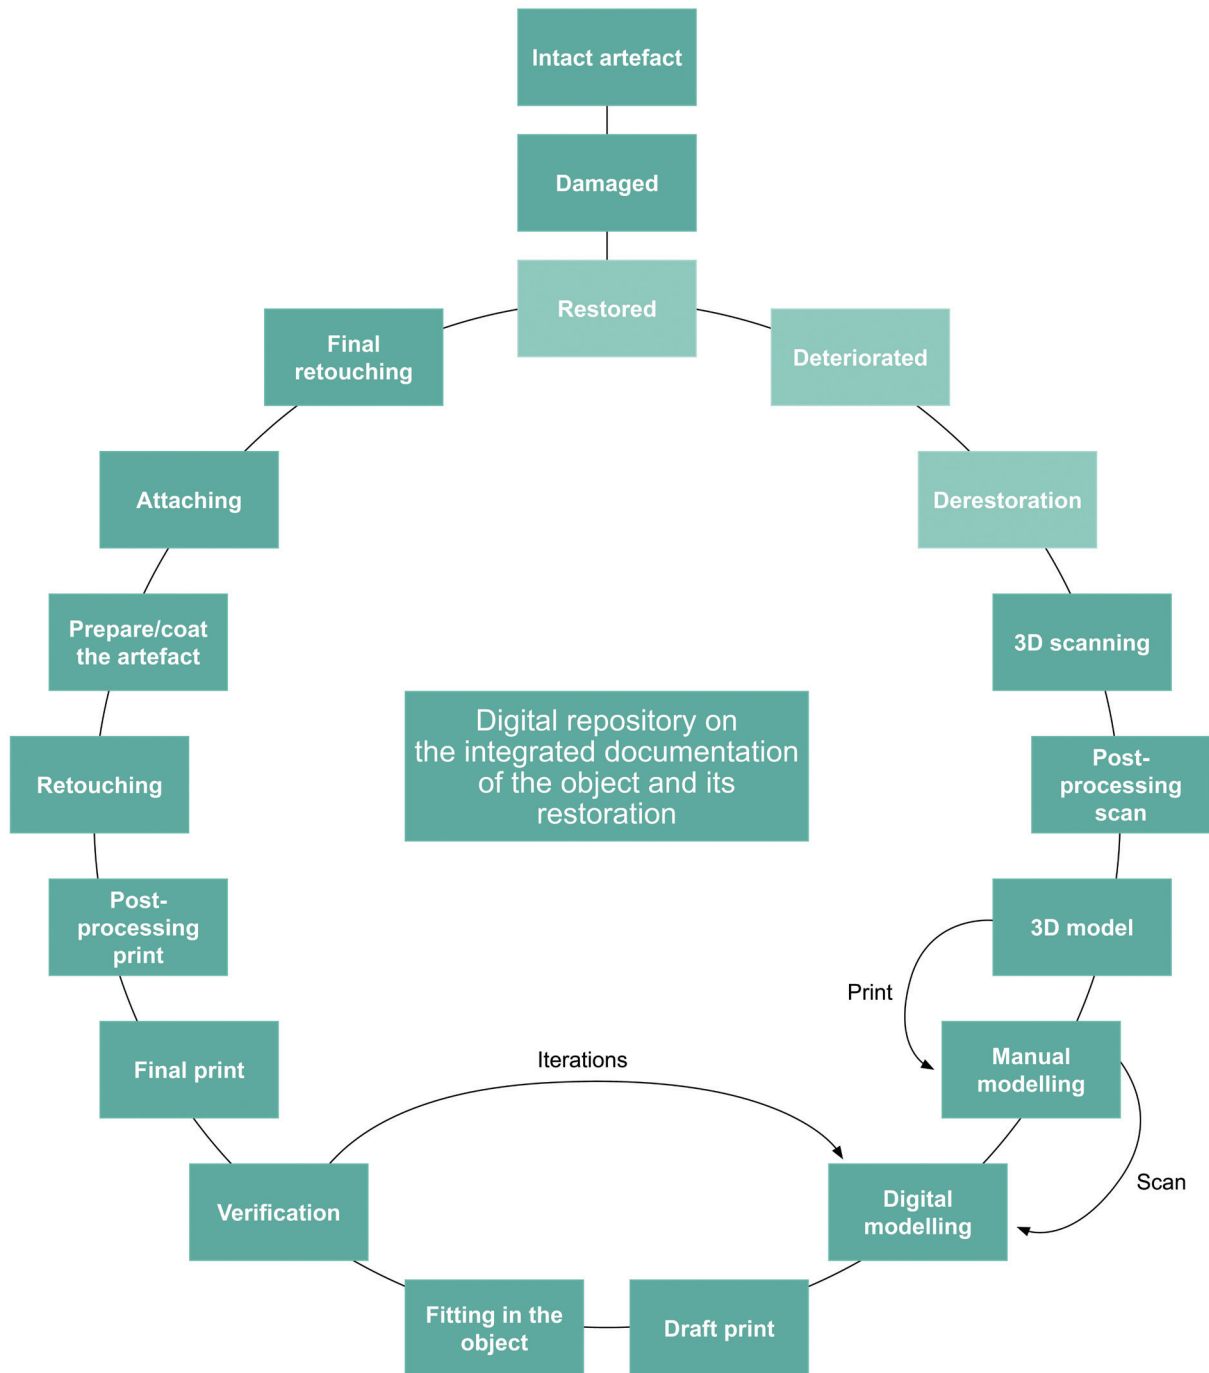 Intact artefact
Damaged
Restored
Deteriorated
Derestoration
3D scanning
Post-
processing
scan
3D model
Print
Manual
modelling
Scan
Digital
modelling
Draft print
Fitting in the
object
Verification
Iterations
Final print
Post-
processing
print
Retouching
Prepare/coat
the artefact
Attaching
Final
retouching
Digital repository on
the integrated documentation
of the object and its
restoration